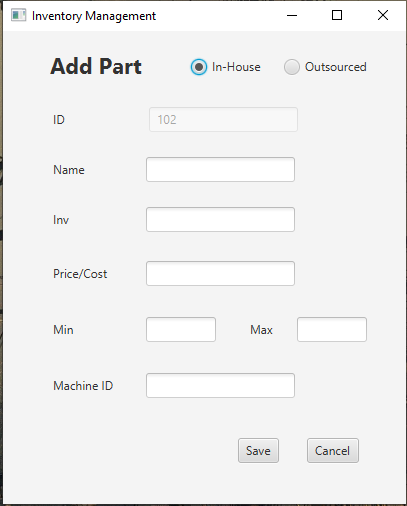 Inventory Management
Add Part In-House Outsourced
ID 102
Name
Inv
Price/Cost
Min Max
Machine ID
Save Cancel